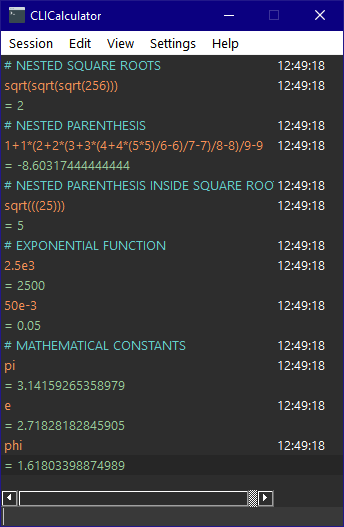 CLICalculator
Session Edit View Settings Help
# NESTED SQUARE ROOTS 12:49:18
sqrt(sqrt(sqrt(256))) 12:49:18
= 2
# NESTED PARENTHESIS 12:49:18
1+1*(2+2*(3+3*(4+4*(5*5)/6-6)/7-7)/8-8)/9-9 12:49:18
= -8.60317444444444
# NESTED PARENTHESIS INSIDE SQUARE ROO 12:49:18
sqrt(((25))) 12:49:18
= 5
# EXPONENTIAL FUNCTION 12:49:18
2.5e3 12:49:18
= 2500
50e-3 12:49:18
= 0.05
# MATHEMATICAL CONSTANTS 12:49:18
pi 12:49:18
= 3.14159265358979
e 12:49:18
= 2.71828182845905
phi 12:49:18
= 1.61803398874989